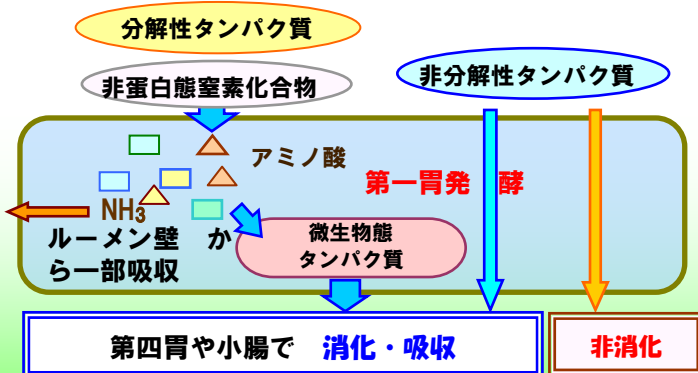 分解性タンパク質
非蛋白態窒素化合物
非分解性タンパク質
アミノ酸
第一胃発 酵
NH₃
ルーメン壁 か
ら一部吸収
微生物態
タンパク質
第四胃や小腸で 消化・吸収
非消化